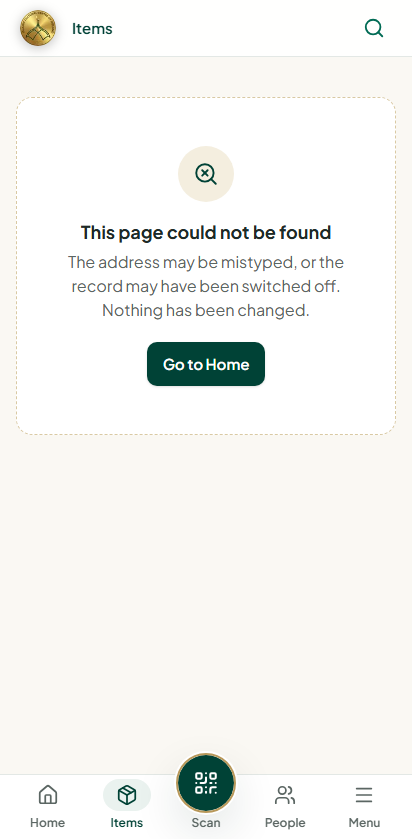 Items
This page could not be found
The address may be mistyped, or the
record may have been switched off.
Nothing has been changed.
Go to Home
Home
Items
Scan
People
Menu